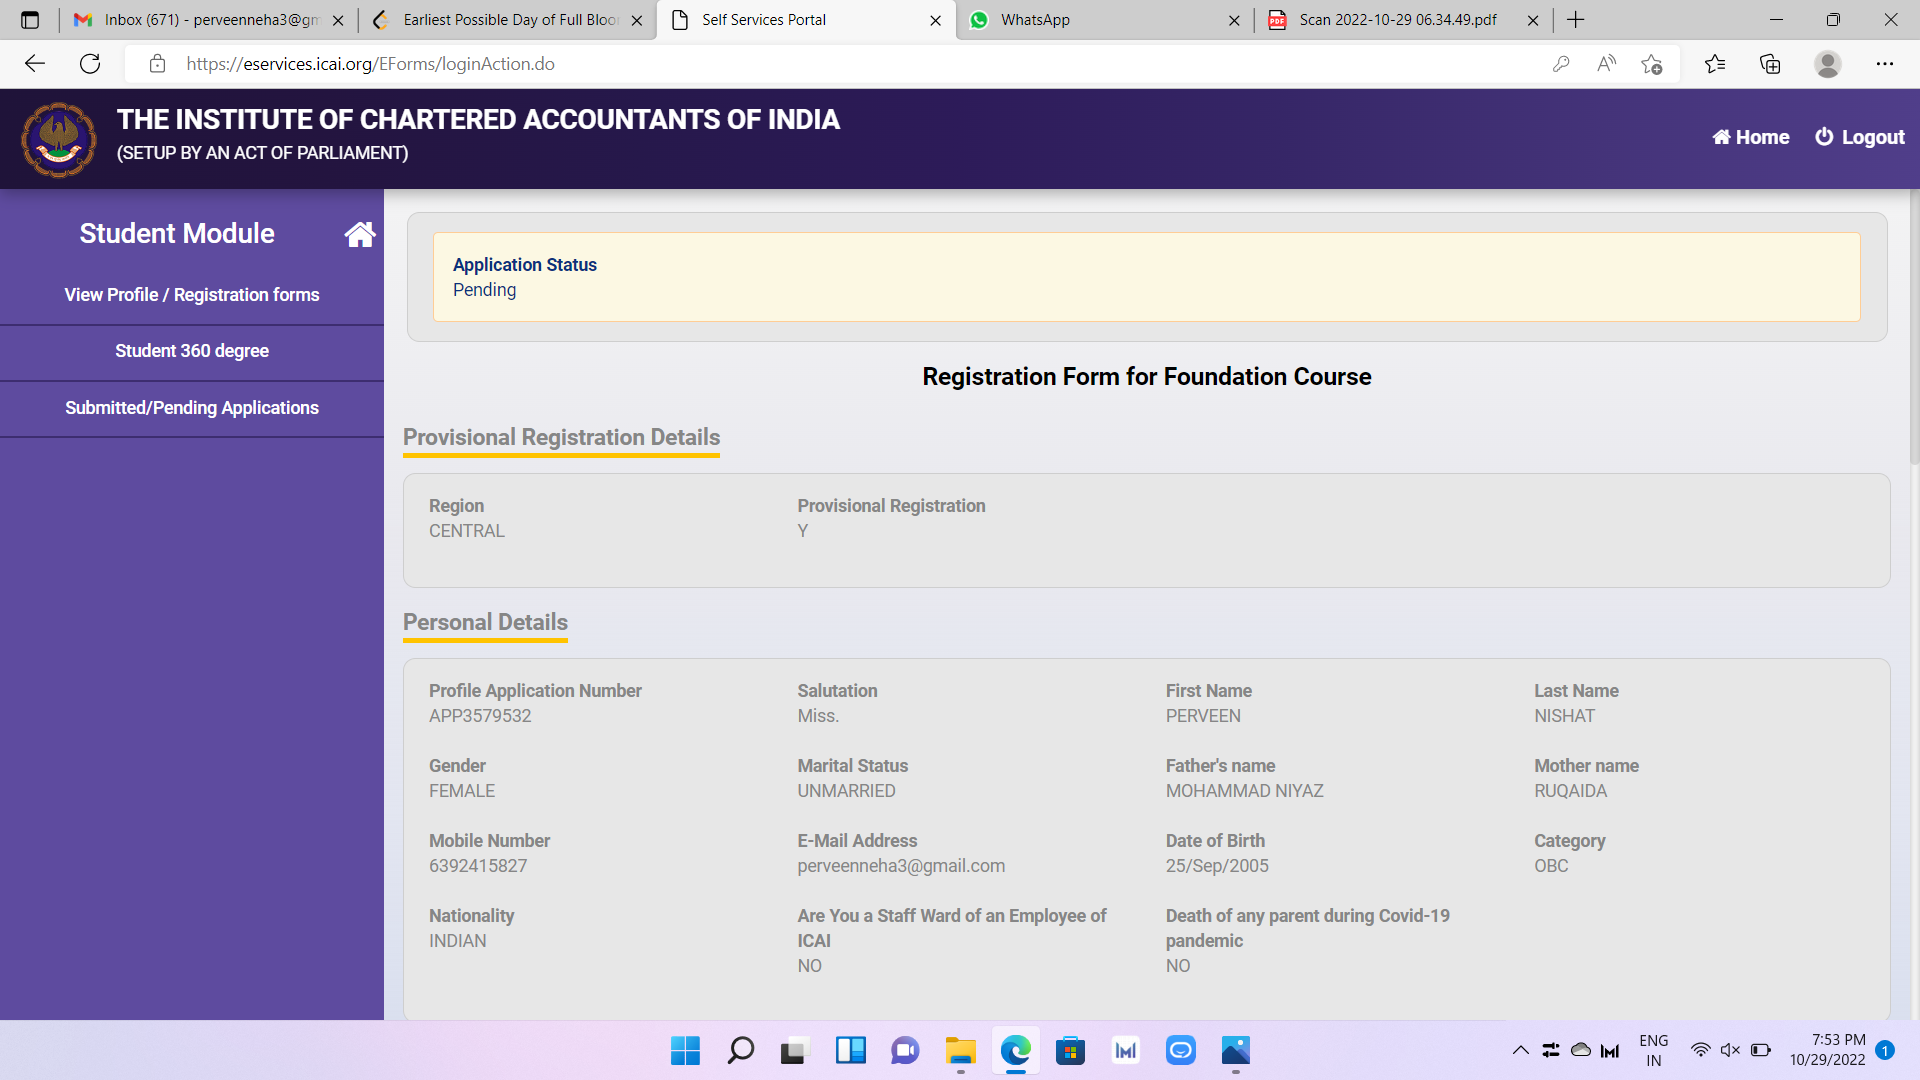 Inbox (671) - perveenneha3@gm
Earliest Possible Day of Full Bloo
Self Services Portal
WhatsApp
Scan 2022-10-29 06.34.49.pdf
https://eservices.icai.org/EForms/loginAction.do
THE INSTITUTE OF CHARTERED ACCOUNTANTS OF INDIA
(SETUP BY AN ACT OF PARLIAMENT)
Home
Logout
Student Module
View Profile / Registration forms
Student 360 degree
Submitted/Pending Applications
Application Status
Pending
Registration Form for Foundation Course
Provisional Registration Details
Region
CENTRAL
Provisional Registration
Y
Personal Details
Profile Application Number
APP3579532
Salutation
Miss.
First Name
PERVEEN
Last Name
NISHAT
Gender
FEMALE
Marital Status
UNMARRIED
Father's name
MOHAMMAD NIYAZ
Mother name
RUQAIDA
Mobile Number
6392415827
E-Mail Address
perveenneha3@gmail.com
Date of Birth
25/Sep/2005
Category
OBC
Nationality
INDIAN
Are You a Staff Ward of an Employee of
ICAI
NO
Death of any parent during Covid-19
pandemic
NO
ENG
IN
7:53 PM
10/29/2022
1